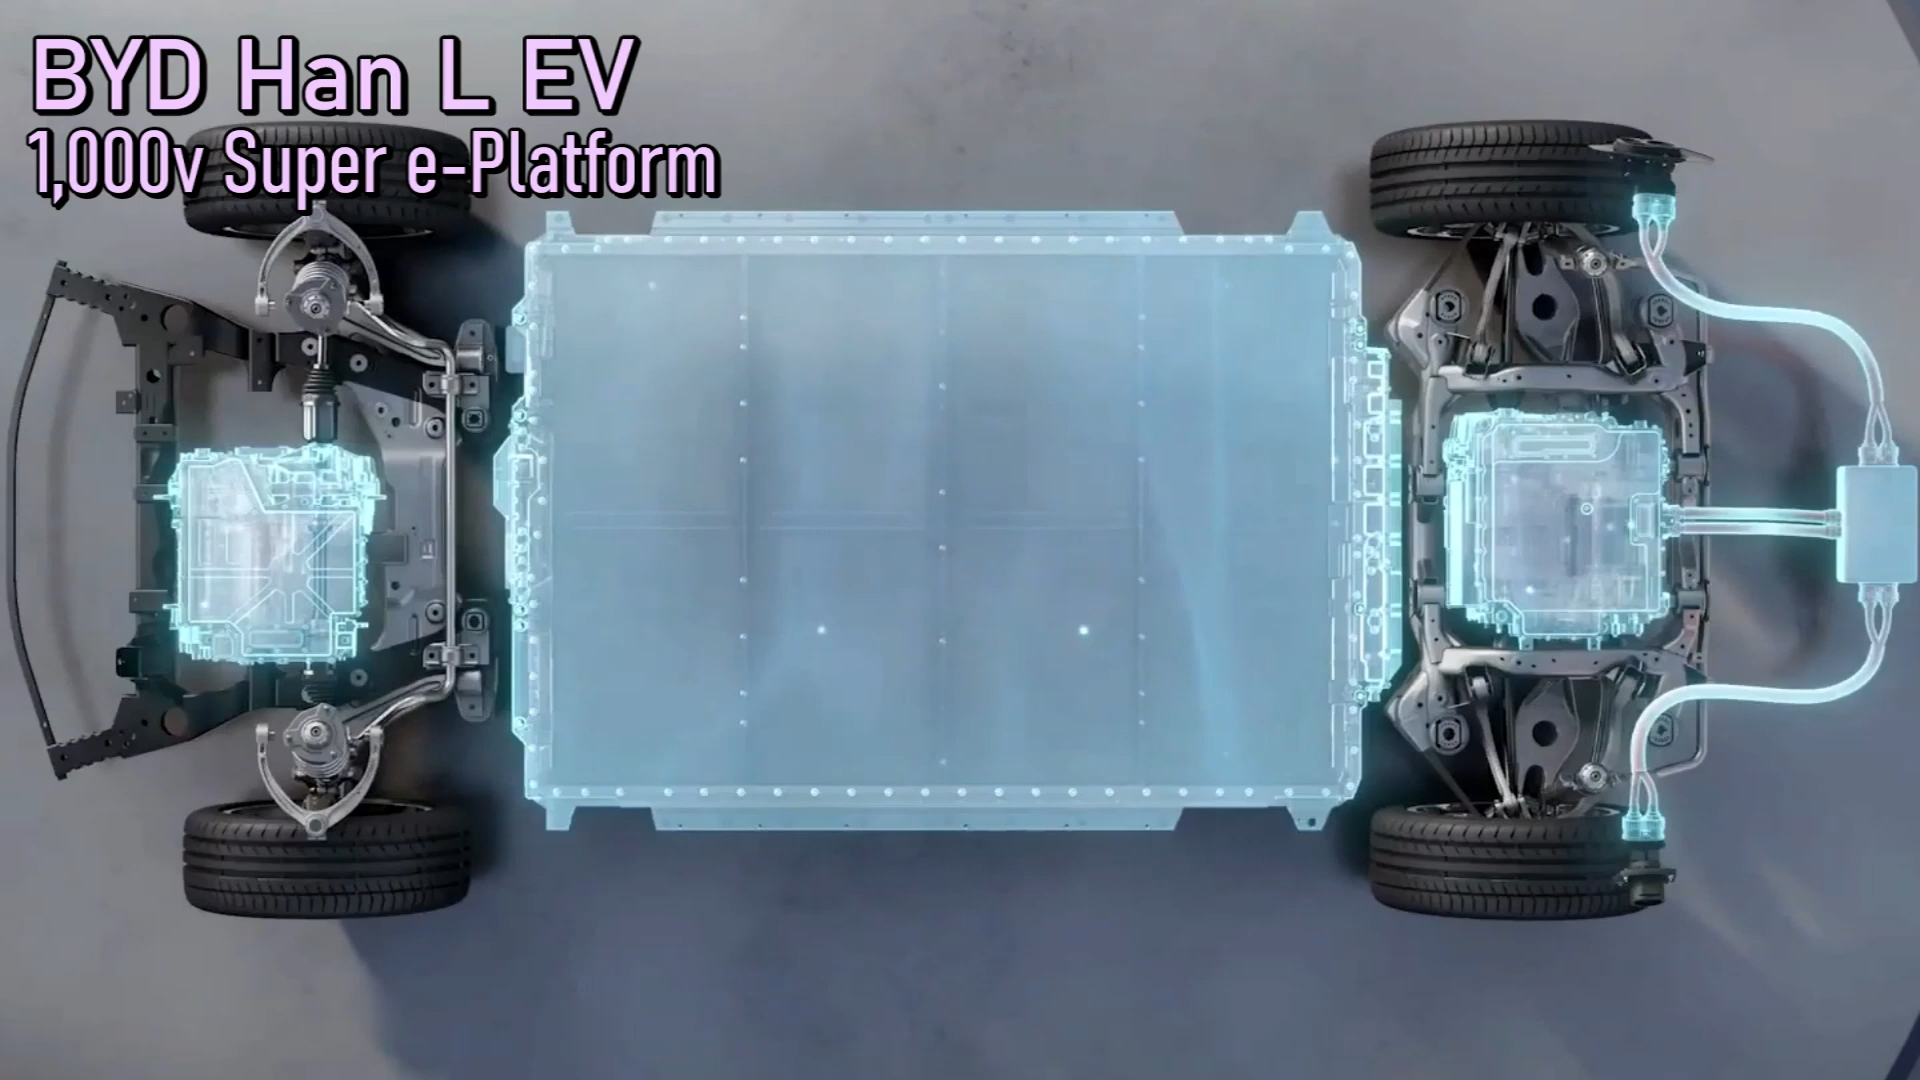 BYD Han L EV
1,000v Super e-Platform